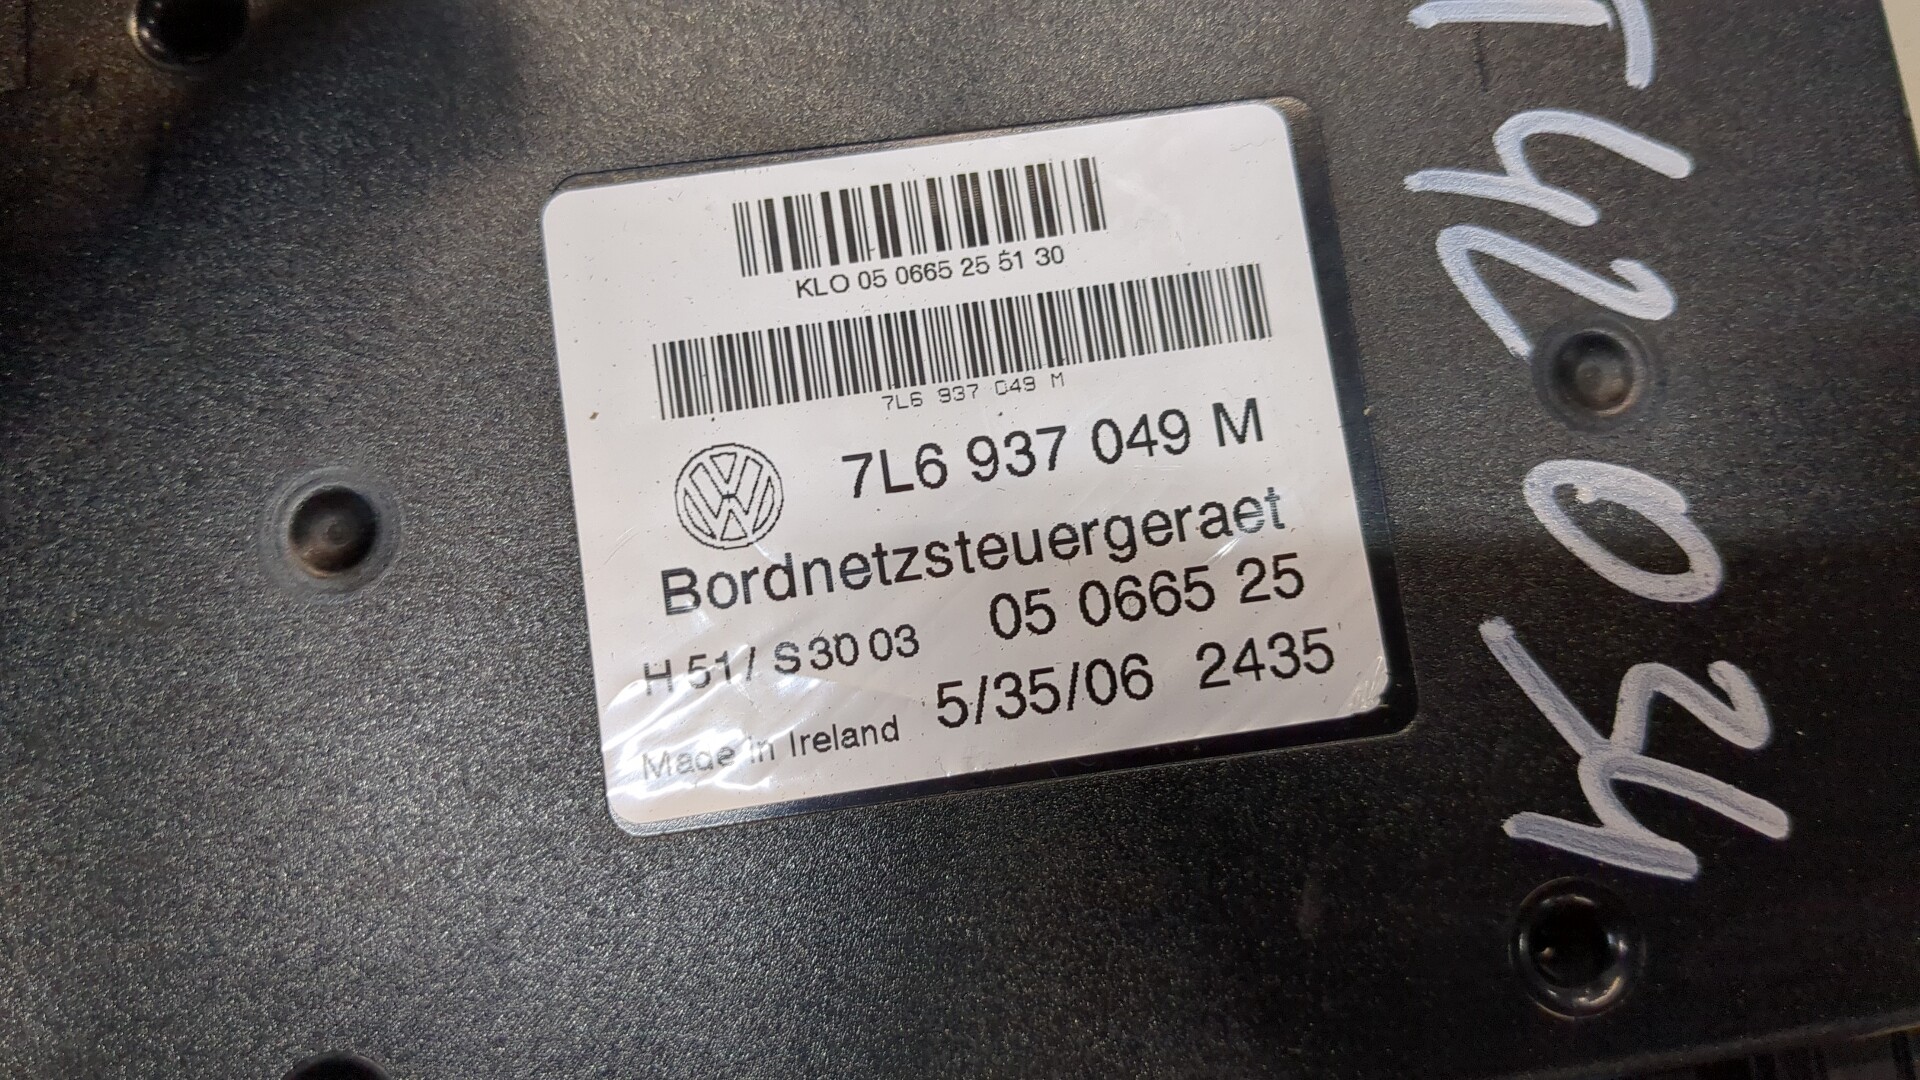 KLO 05 0665 25 51 30
7L6 937 049 M
7L6 937 049 M
Bordnetzsteuergeraet
H 51/ S 30 03 05 0665 25
Made in Ireland 5/35/06 2435
T42024